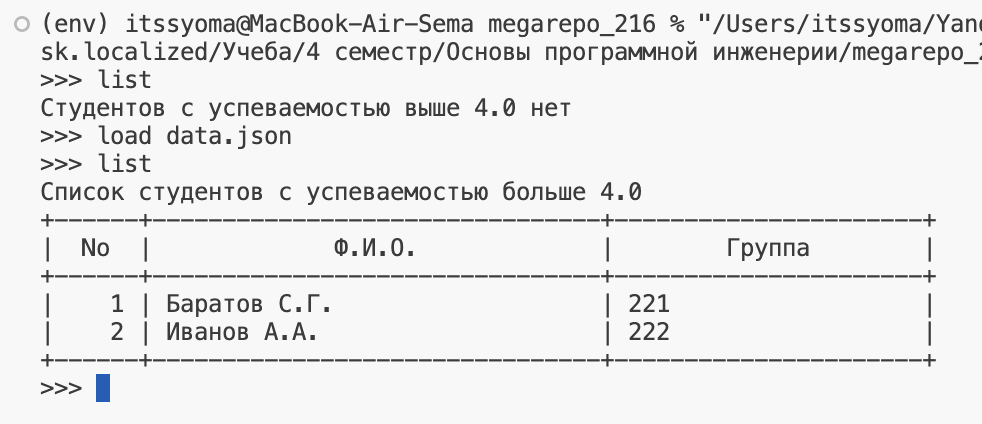 (env) itssyoma@MacBook-Air-Sema megarepo_216 % "/Users/itssyoma/Yan
sk.localized/Учеба/4 семестр/Основы программной инженерии/megarepo_
>>> list
Студентов с успеваемостью выше 4.0 нет
>>> load data.json
>>> list
Список студентов с успеваемостью больше 4.0
+------+--------------------------------+----------------------+
| No | Ф.И.О. | Группа |
+------+--------------------------------+----------------------+
| 1 | Баратов С.Г. | 221 |
| 2 | Иванов А.А. | 222 |
+------+--------------------------------+----------------------+
>>>